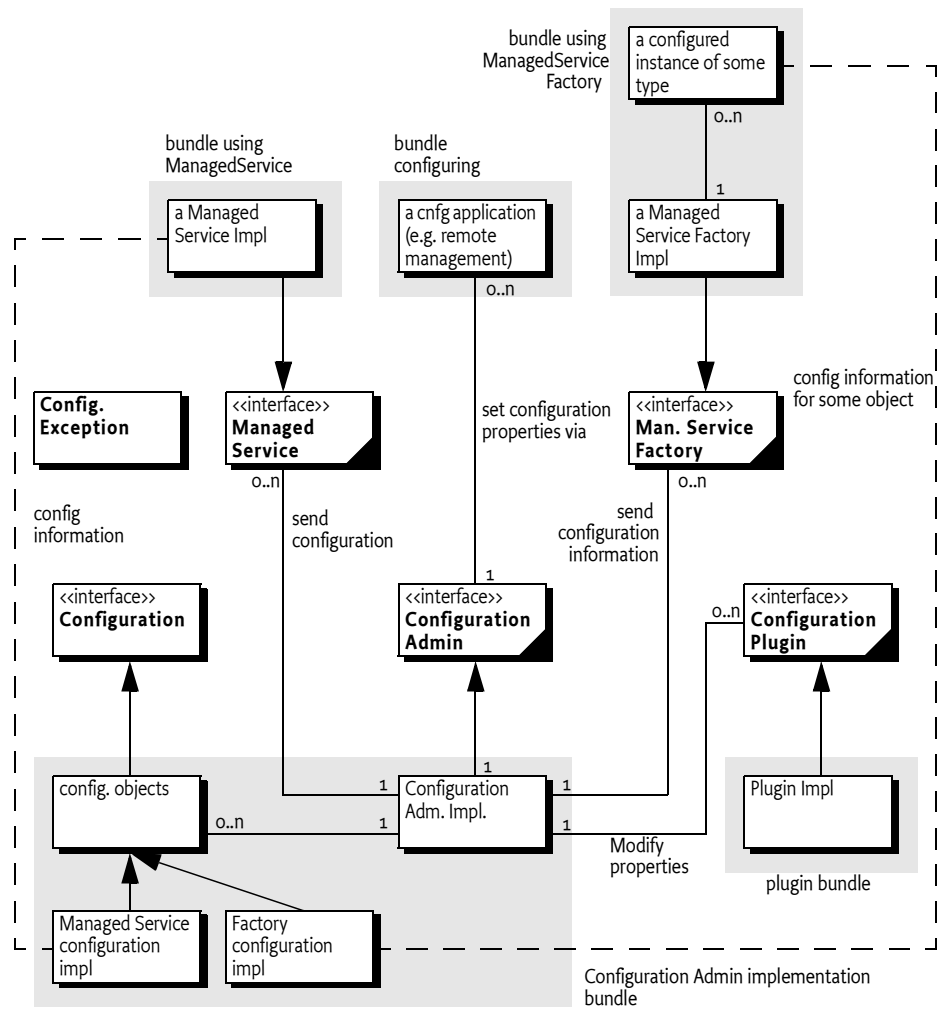 bundle using
ManagedService
Factory
a configured
instance of some
type
o..n
bundle using
ManagedService
bundle
configuring
1
a Managed
Service Impl
a cnfg application
(e.g. remote
management)
a Managed
Service Factory
Impl
o..n
config information
for some object
Config.
Exception
<<interface>>
Managed
Service
set configuration
properties via
<<interface>>
Man. Service
Factory
o..n
o..n
config
information
send
configuration
send
configuration
information
1
<<interface>>
Configuration
<<interface>>
Configuration
Admin
o..n
<<interface>>
Configuration
Plugin
1
config. objects
1
Configuration
Adm. Impl.
1
Plugin Impl
o..n
1
1
Modify
properties
plugin bundle
Managed Service
configuration
impl
Factory
configuration
impl
Configuration Admin implementation
bundle